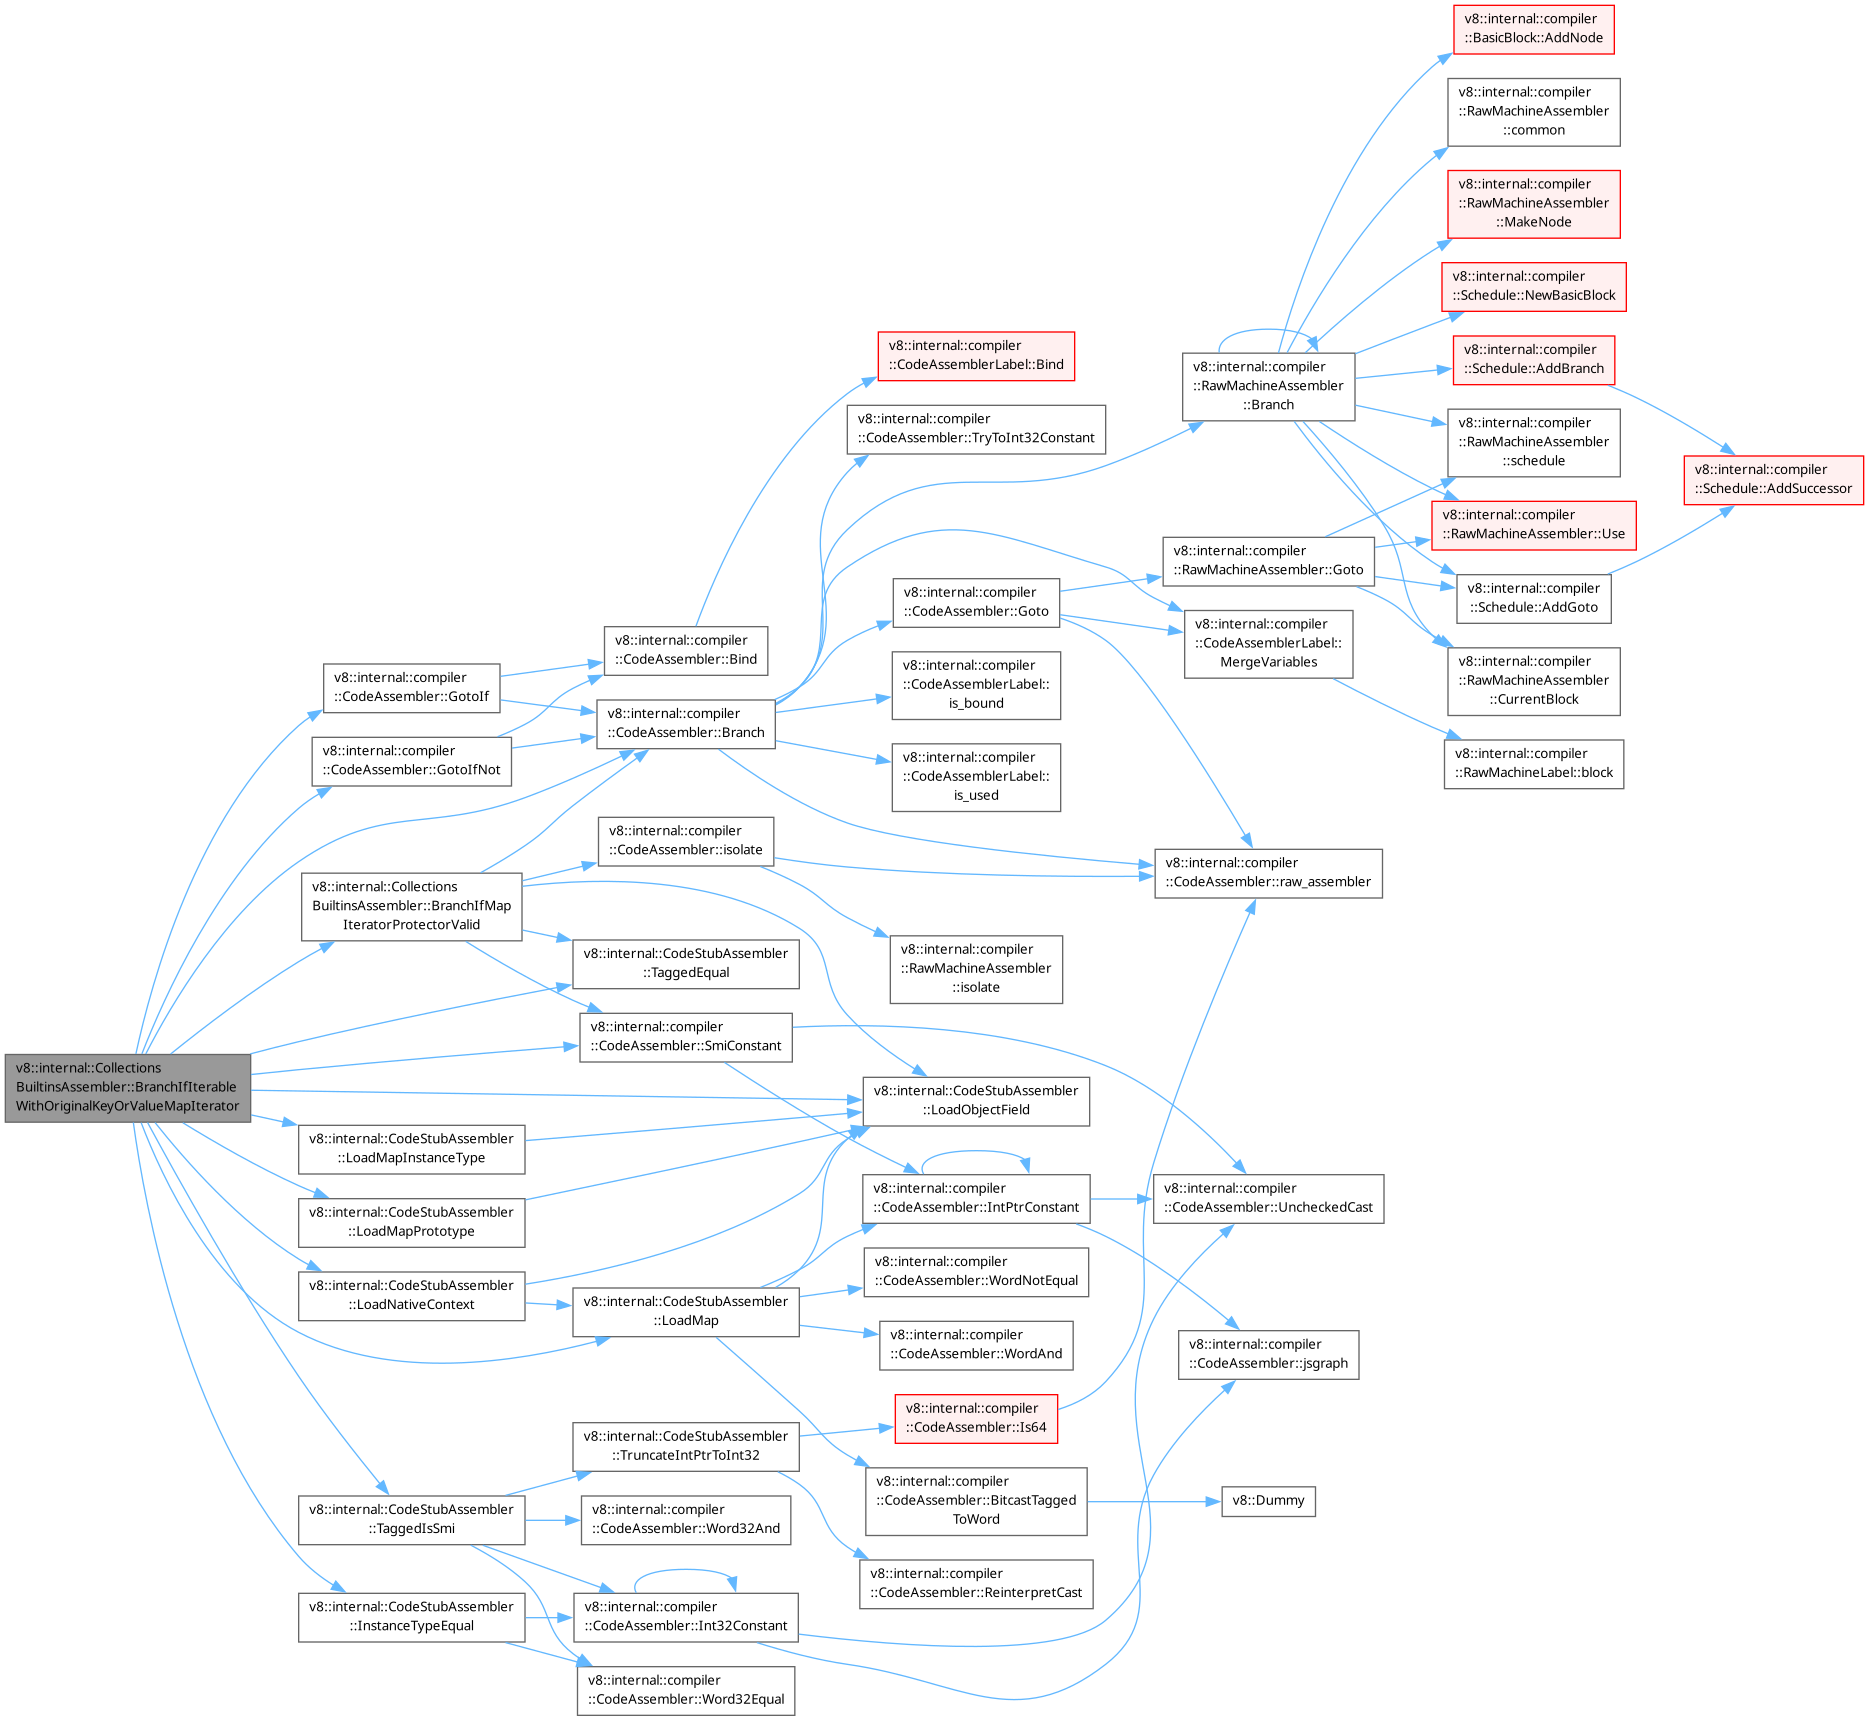 v8::internal::compiler
::BasicBlock::AddNode
v8::internal::compiler
::RawMachineAssembler
::common
v8::internal::compiler
::RawMachineAssembler
::MakeNode
v8::internal::compiler
::Schedule::NewBasicBlock
v8::internal::compiler
::CodeAssemblerLabel::Bind
v8::internal::compiler
::Schedule::AddBranch
v8::internal::compiler
::RawMachineAssembler
::Branch
v8::internal::compiler
::CodeAssembler::TryToInt32Constant
v8::internal::compiler
::RawMachineAssembler
::schedule
v8::internal::compiler
::Schedule::AddSuccessor
v8::internal::compiler
::RawMachineAssembler::Use
v8::internal::compiler
::RawMachineAssembler::Goto
v8::internal::compiler
::CodeAssembler::Goto
v8::internal::compiler
::Schedule::AddGoto
v8::internal::compiler
::CodeAssemblerLabel::
MergeVariables
v8::internal::compiler
::CodeAssembler::Bind
v8::internal::compiler
::CodeAssembler::GotoIf
v8::internal::compiler
::CodeAssemblerLabel::
is_bound
v8::internal::compiler
::RawMachineAssembler
::CurrentBlock
v8::internal::compiler
::CodeAssembler::Branch
v8::internal::compiler
::CodeAssembler::GotoIfNot
v8::internal::compiler
::CodeAssemblerLabel::
is_used
v8::internal::compiler
::RawMachineLabel::block
v8::internal::compiler
::CodeAssembler::isolate
v8::internal::compiler
::CodeAssembler::raw_assembler
v8::internal::Collections
BuiltinsAssembler::BranchIfMap
IteratorProtectorValid
v8::internal::CodeStubAssembler
::TaggedEqual
v8::internal::compiler
::RawMachineAssembler
::isolate
v8::internal::compiler
::CodeAssembler::SmiConstant
v8::internal::Collections
BuiltinsAssembler::BranchIfIterable
WithOriginalKeyOrValueMapIterator
v8::internal::CodeStubAssembler
::LoadObjectField
v8::internal::CodeStubAssembler
::LoadMapInstanceType
v8::internal::compiler
::CodeAssembler::IntPtrConstant
v8::internal::compiler
::CodeAssembler::UncheckedCast
v8::internal::CodeStubAssembler
::LoadMapPrototype
v8::internal::compiler
::CodeAssembler::WordNotEqual
v8::internal::CodeStubAssembler
::LoadNativeContext
v8::internal::CodeStubAssembler
::LoadMap
v8::internal::compiler
::CodeAssembler::WordAnd
v8::internal::compiler
::CodeAssembler::jsgraph
v8::internal::compiler
::CodeAssembler::Is64
v8::internal::CodeStubAssembler
::TruncateIntPtrToInt32
v8::internal::compiler
::CodeAssembler::BitcastTagged
ToWord
v8::Dummy
v8::internal::CodeStubAssembler
::TaggedIsSmi
v8::internal::compiler
::CodeAssembler::Word32And
v8::internal::compiler
::CodeAssembler::ReinterpretCast
v8::internal::CodeStubAssembler
::InstanceTypeEqual
v8::internal::compiler
::CodeAssembler::Int32Constant
v8::internal::compiler
::CodeAssembler::Word32Equal